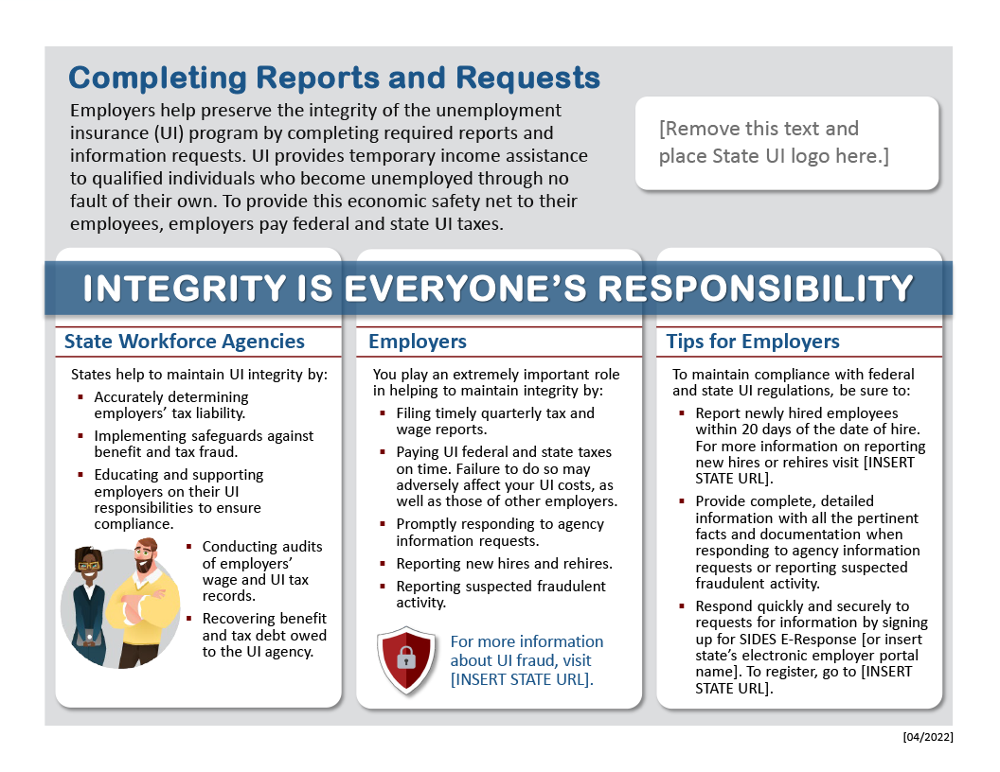 Completing Reports and Requests
Employers help preserve the integrity of the unemployment
insurance (UI) program by completing required reports and
information requests. UI provides temporary income assistance
to qualified individuals who become unemployed through no
fault of their own. To provide this economic safety net to their
employees, employers pay federal and state UI taxes.
[Remove this text and
place State UI logo here.]
INTEGRITY IS EVERYONE’S RESPONSIBILITY
State Workforce Agencies
States help to maintain UI integrity by:
▪ Accurately determining
employers’ tax liability.
▪ Implementing safeguards against
benefit and tax fraud.
▪ Educating and supporting
employers on their UI
responsibilities to ensure
compliance.
▪ Conducting audits
of employers’
wage and UI tax
records.
▪ Recovering benefit
and tax debt owed
to the UI agency.
Employers
You play an extremely important role
in helping to maintain integrity by:
▪ Filing timely quarterly tax and
wage reports.
▪ Paying UI federal and state taxes
on time. Failure to do so may
adversely affect your UI costs, as
well as those of other employers.
▪ Promptly responding to agency
information requests.
▪ Reporting new hires and rehires.
▪ Reporting suspected fraudulent
activity.
For more information
about UI fraud, visit
[INSERT STATE URL].
Tips for Employers
To maintain compliance with federal
and state UI regulations, be sure to:
▪ Report newly hired employees
within 20 days of the date of hire.
For more information on reporting
new hires or rehires visit [INSERT
STATE URL].
▪ Provide complete, detailed
information with all the pertinent
facts and documentation when
responding to agency information
requests or reporting suspected
fraudulent activity.
▪ Respond quickly and securely to
requests for information by signing
up for SIDES E-Response [or insert
state’s electronic employer portal
name]. To register, go to [INSERT
STATE URL].
[04/2022]